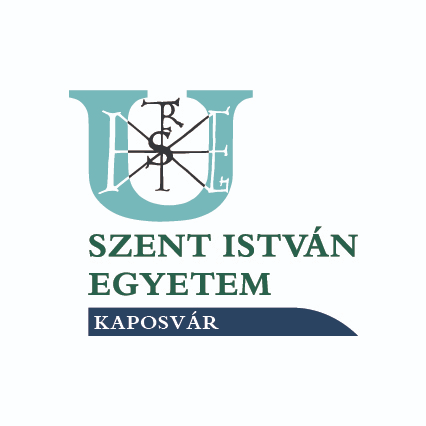 SZENT ISTVÁN
EGYETEM
KAPOSVÁR